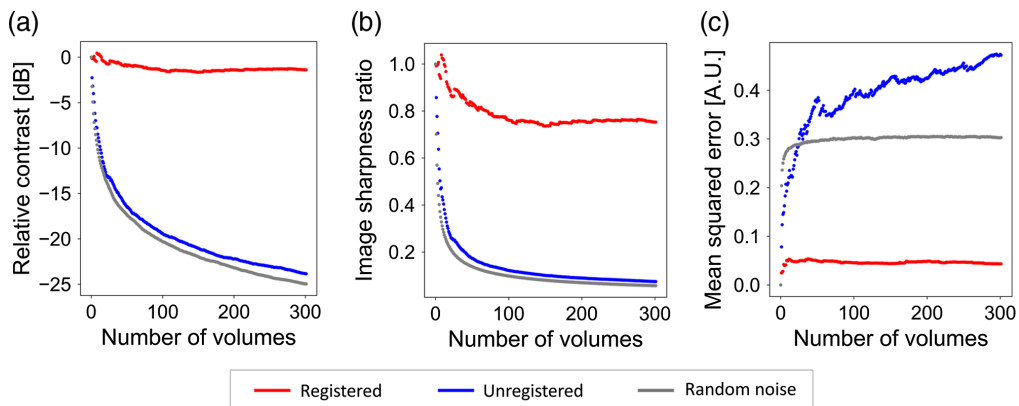 (a)
Relative contrast [dB]
0
−5
−10
−15
−20
−25
0 100 200 300
Number of volumes
(b)
Image sharpness ratio
1.0
0.8
0.6
0.4
0.2
0 100 200 300
Number of volumes
(c)
Mean squared error [A.U.]
0.4
0.3
0.2
0.1
0.0
0 100 200 300
Number of volumes
Registered Unregistered Random noise